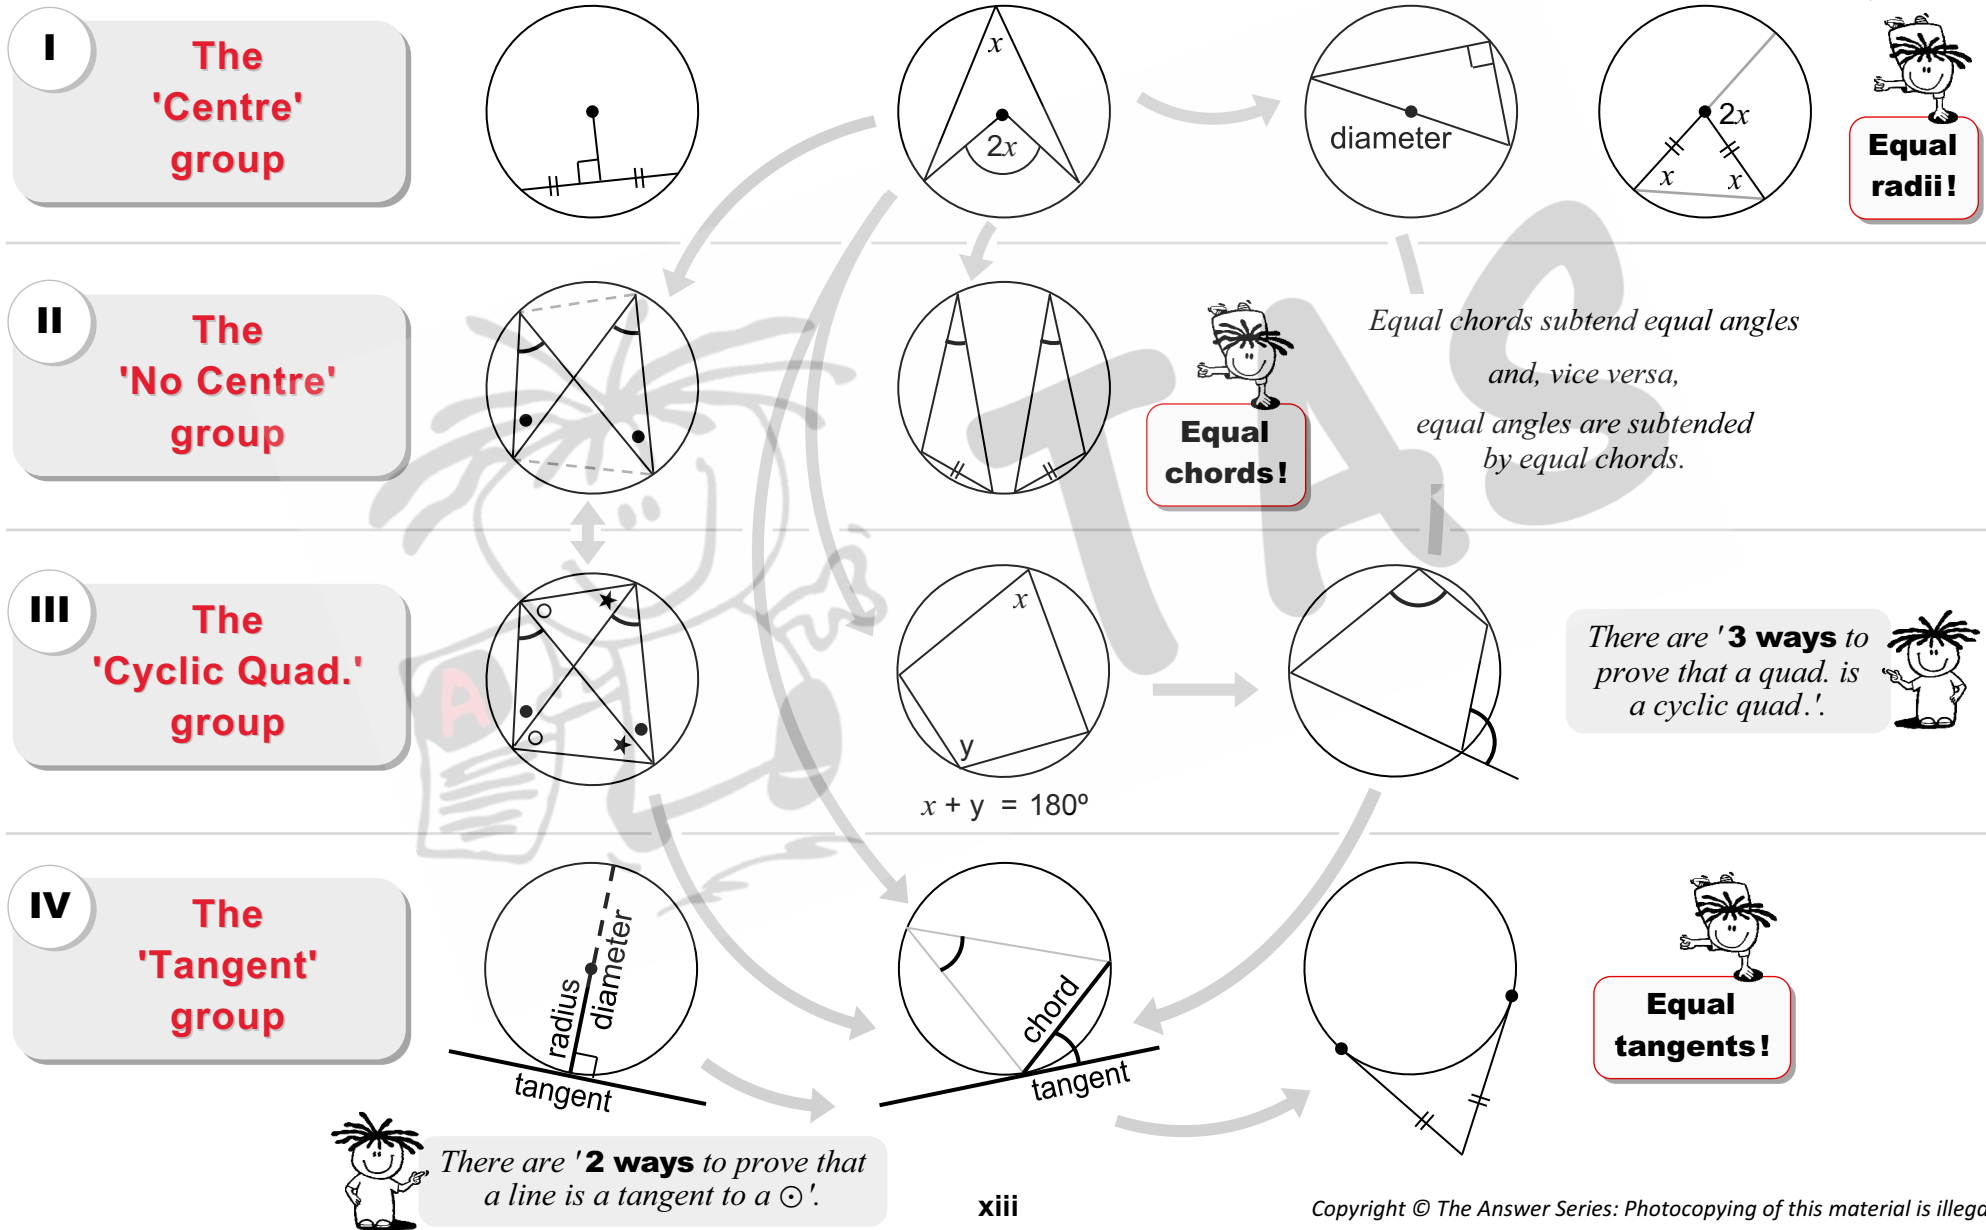 I
The
'Centre'
group
x
2x
diameter
2x
x
x
Equal
radii!
II
The
'No Centre'
group
Equal
chords!
Equal chords subtend equal angles
and, vice versa,
equal angles are subtended
by equal chords.
TAS
III
The
'Cyclic Quad.'
group
A
x
y
x + y = 180º
There are '3 ways to
prove that a quad. is
a cyclic quad.'.
IV
The
'Tangent'
group
radius
diameter
tangent
chord
tangent
Equal
tangents!
There are '2 ways to prove that
a line is a tangent to a ⊙'.
xiii
Copyright © The Answer Series: Photocopying of this material is illega